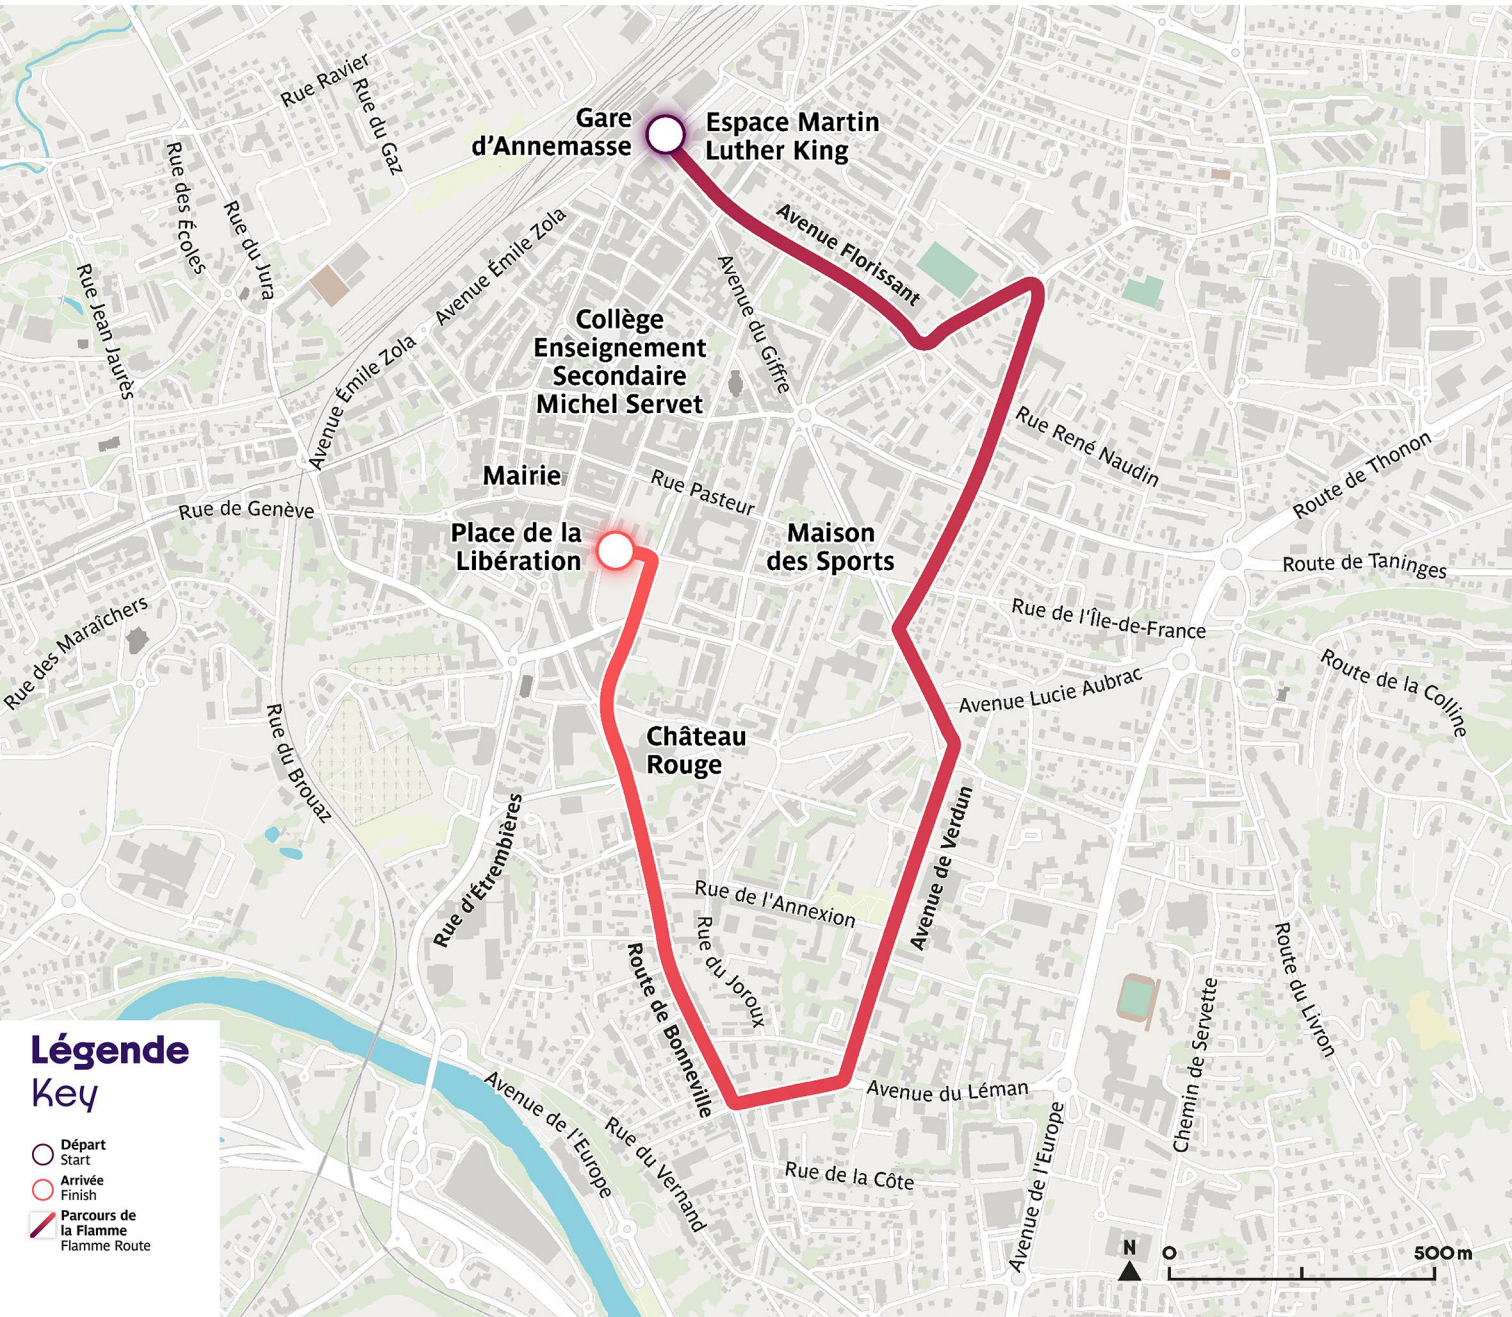 Rue Ravier
Rue du Gaz
Gare
d'Annemasse
Espace Martin
Luther King
Rue des Écoles
Rue du Jura
Avenue Émile Zola
Avenue Florissant
Rue Jean Jaurès
Avenue du Giffre
Collège
Enseignement
Secondaire
Michel Servet
Avenue Émile Zola
Rue René Naudin
Route de Thonon
Mairie
Rue Pasteur
Rue de Genève
Place de la
Libération
Maison
des Sports
Route de Taninges
Rue de l'Île-de-France
Rue des Maraîchers
Avenue Lucie Aubrac
Route de la Colline
Rue du Brouaz
Château
Rouge
Rue d'Étrembières
Avenue de Verdun
Rue de l'Annexion
Rue du Joroux
Route de Bonneville
Route du Livron
Chemin de Servette
Avenue du Léman
Avenue de l'Europe
Rue du Vernand
Rue de la Côte
Avenue de l'Europe
Légende
Key
Départ
Start
Arrivée
Finish
Parcours de
la Flamme
Flamme Route
N
0
500m